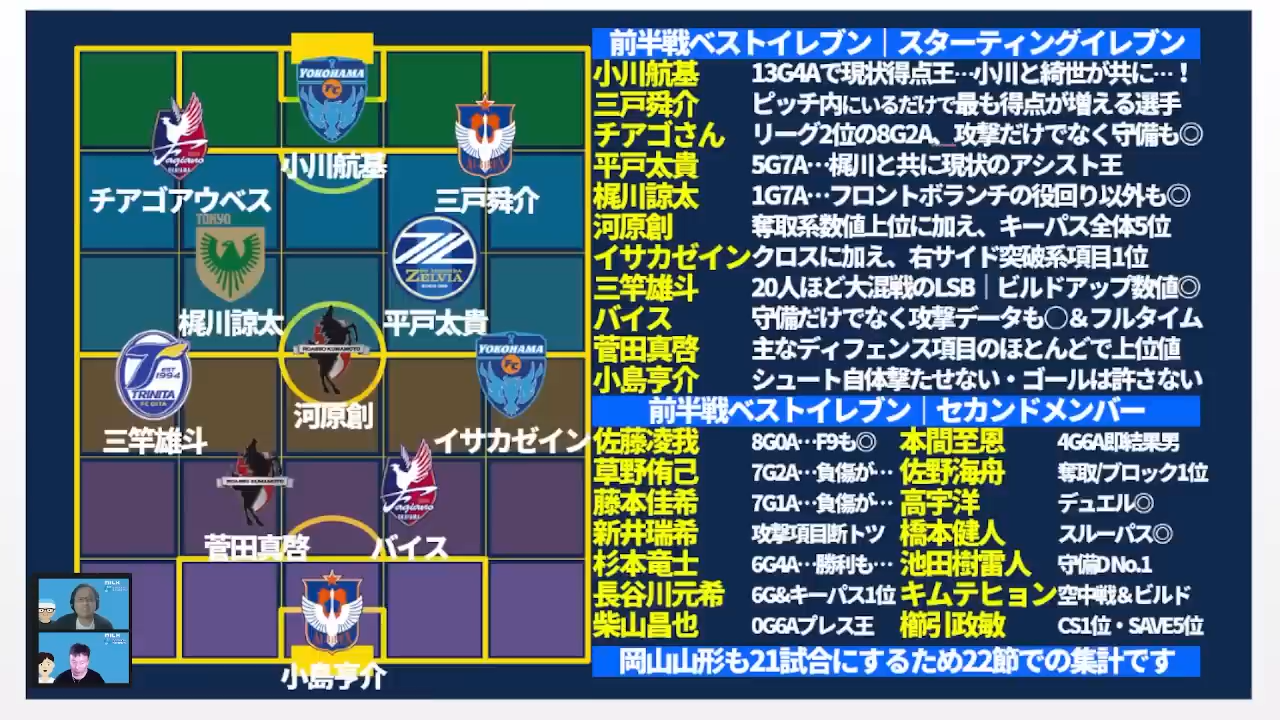 YOKOHAMA
FC
Fagiano
OKAYAMA
ALBIREX
小川航基
チアゴアウベス
三戸舜介
TOKYO
ZELVIA
梶川諒太
平戸太貴
ROASSO KUMAMOTO
EST
1994
TRINITA
FC OITA
YOKOHAMA
FC
河原創
三竿雄斗
イサカゼイン
ROASSO KUMAMOTO
Fagiano
OKAYAMA
菅田真啓
バイス
小島亨介
前半戦ベストイレブン｜スターティングイレブン
小川航基 13G4Aで現状得点王…小川と綺世が共に…！
三戸舜介 ピッチ内にいるだけで最も得点が増える選手
チアゴさん リーグ2位の8G2A、攻撃だけでなく守備も◎
平戸太貴 5G7A…梶川と共に現状のアシスト王
梶川諒太 1G7A…フロントボランチの役回り以外も◎
河原創 奪取系数値上位に加え、キーパス全体5位
イサカゼイン クロスに加え、右サイド突破系項目1位
三竿雄斗 20人ほど大混戦のLSB｜ビルドアップ数値◎
バイス 守備だけでなく攻撃データも○＆フルタイム
菅田真啓 主なディフェンス項目のほとんどで上位値
小島亨介 シュート自体撃たせない・ゴールは許さない
前半戦ベストイレブン｜セカンドメンバー
佐藤凌我 8G0A…F9も◎ 本間至恩 4G6A即結果男
草野侑己 7G2A…負傷が… 佐野海舟 奪取/ブロック1位
藤本佳希 7G1A…負傷が… 高宇洋 デュエル◎
新井瑞希 攻撃項目断トツ 橋本健人 スルーパス◎
杉本竜士 6G4A…勝利も… 池田樹雷人 守備D No.1
長谷川元希 6G&キーパス1位 キムテヒョン 空中戦＆ビルド
柴山昌也 0G6Aプレス王 櫛引政敏 CS1位・SAVE5位
岡山山形も21試合にするため22節での集計です